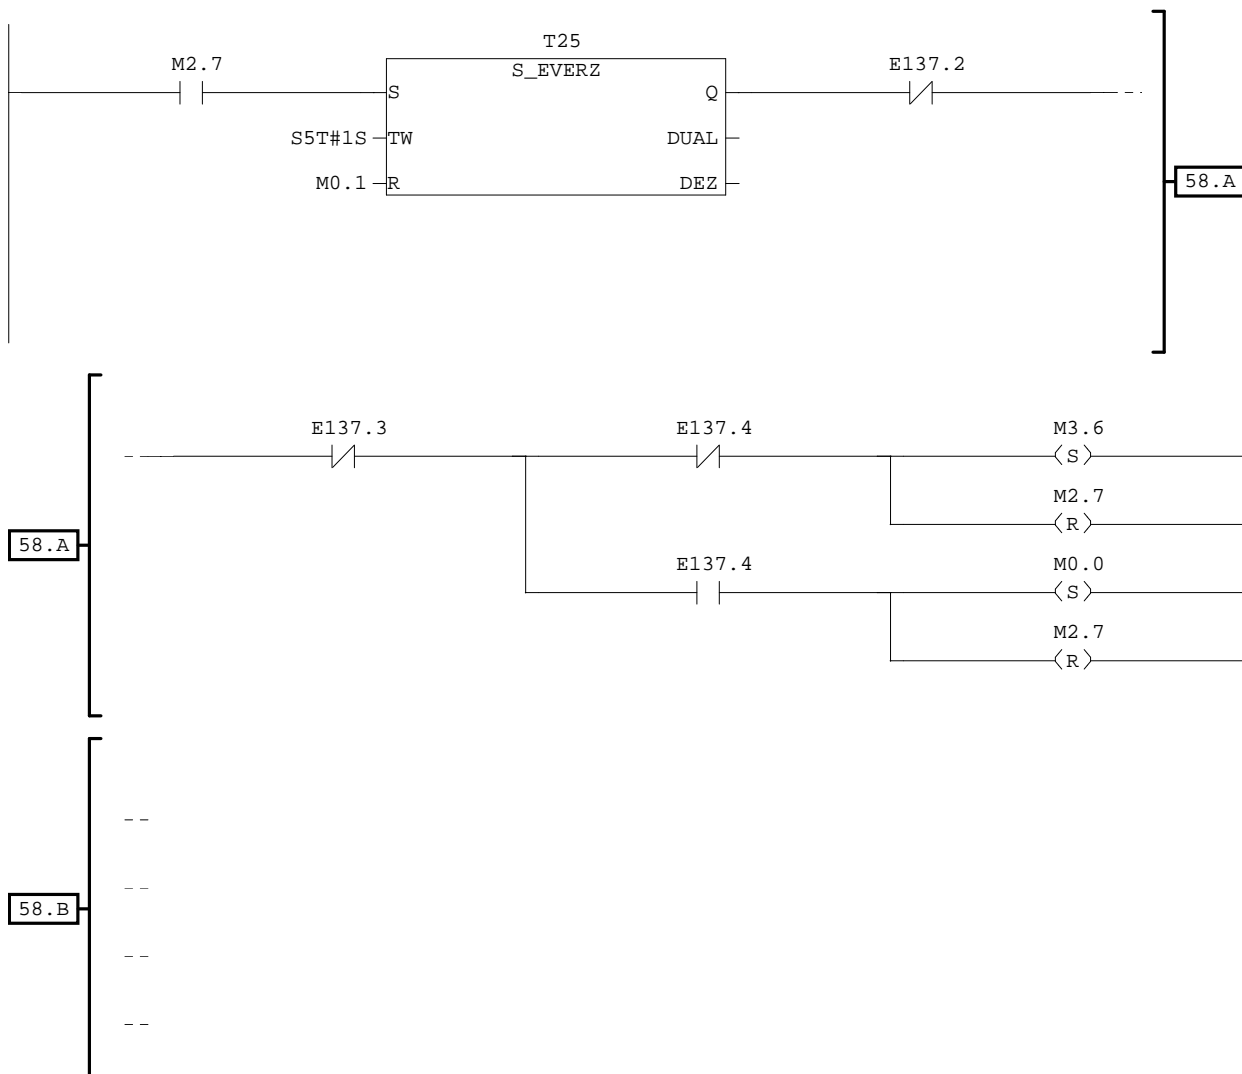 T25
M2.7 S_EVERZ E137.2
S Q
S5T#1S TW DUAL
M0.1 R DEZ 58.A
E137.3 E137.4 M3.6
(S)
M2.7
58.A (R)
E137.4 M0.0
(S)
M2.7
(R)
58.B